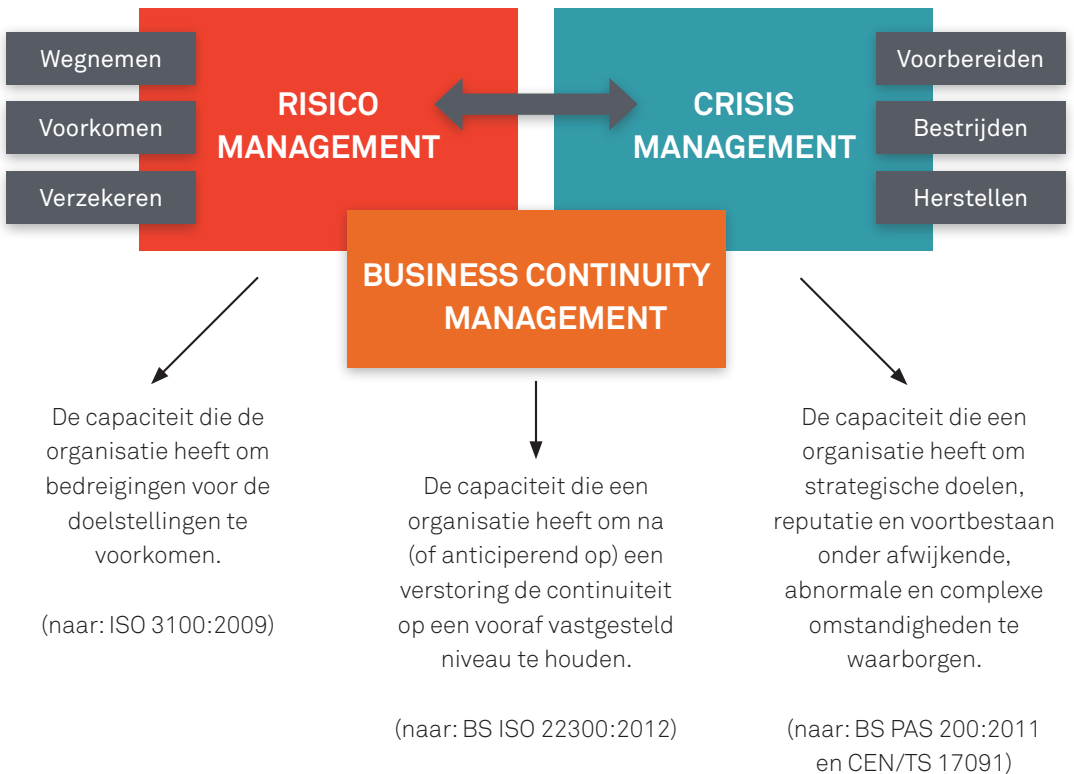 Wegnemen
Voorkomen
Verzekeren
RISICO
MANAGEMENT
CRISIS
MANAGEMENT
Voorbereiden
Bestrijden
Herstellen
BUSINESS CONTINUITY
MANAGEMENT
De capaciteit die de
organisatie heeft om
bedreigingen voor de
doelstellingen te
voorkomen.
(naar: ISO 3100:2009)
De capaciteit die een
organisatie heeft om na
(of anticiperend op) een
verstoring de continuiteit
op een vooraf vastgesteld
niveau te houden.
(naar: BS ISO 22300:2012)
De capaciteit die een
organisatie heeft om
strategische doelen,
reputatie en voortbestaan
onder afwijkende,
abnormale en complexe
omstandigheden te
waarborgen.
(naar: BS PAS 200:2011
en CEN/TS 17091)